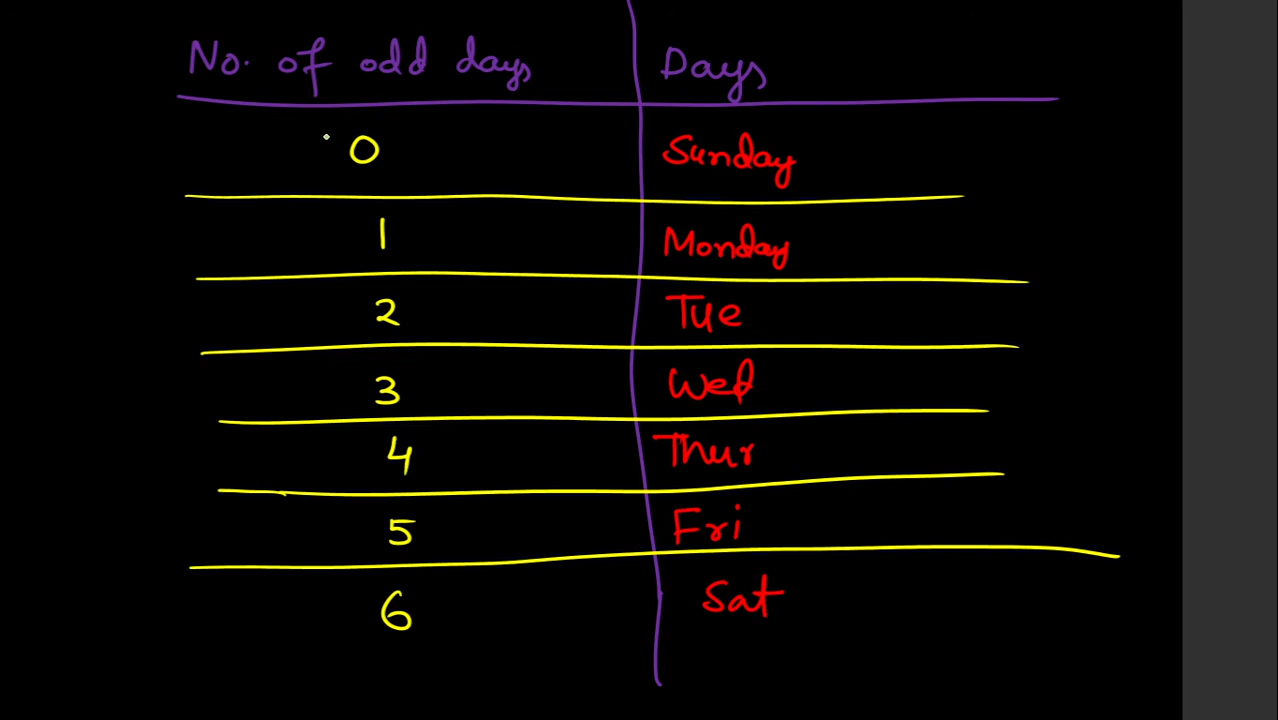 No. of odd days Days
0 Sunday
1 Monday
2 Tue
3 Wed
4 Thur
5 Fri
6 Sat